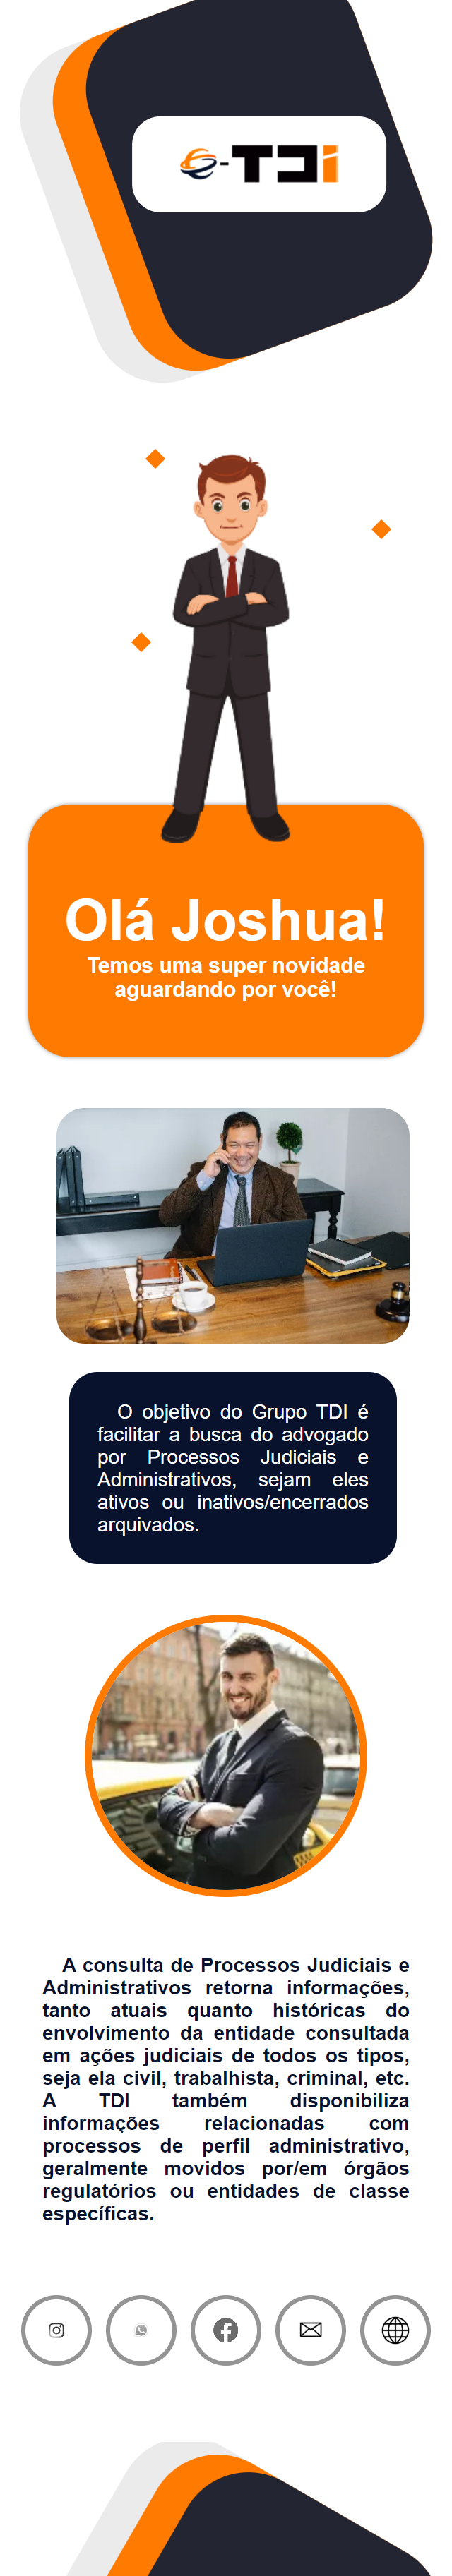 e-TDi
Olá Joshua!
Temos uma super novidade
aguardando por você!
O objetivo do Grupo TDI é
facilitar a busca do advogado
por Processos Judiciais e
Administrativos, sejam eles
ativos ou inativos/encerrados
arquivados.
A consulta de Processos Judiciais e
Administrativos retorna informações,
tanto atuais quanto históricas do
envolvimento da entidade consultada
em ações judiciais de todos os tipos,
seja ela civil, trabalhista, criminal, etc.
A TDI também disponibiliza
informações relacionadas com
processos de perfil administrativo,
geralmente movidos por/em órgãos
regulatórios ou entidades de classe
específicas.